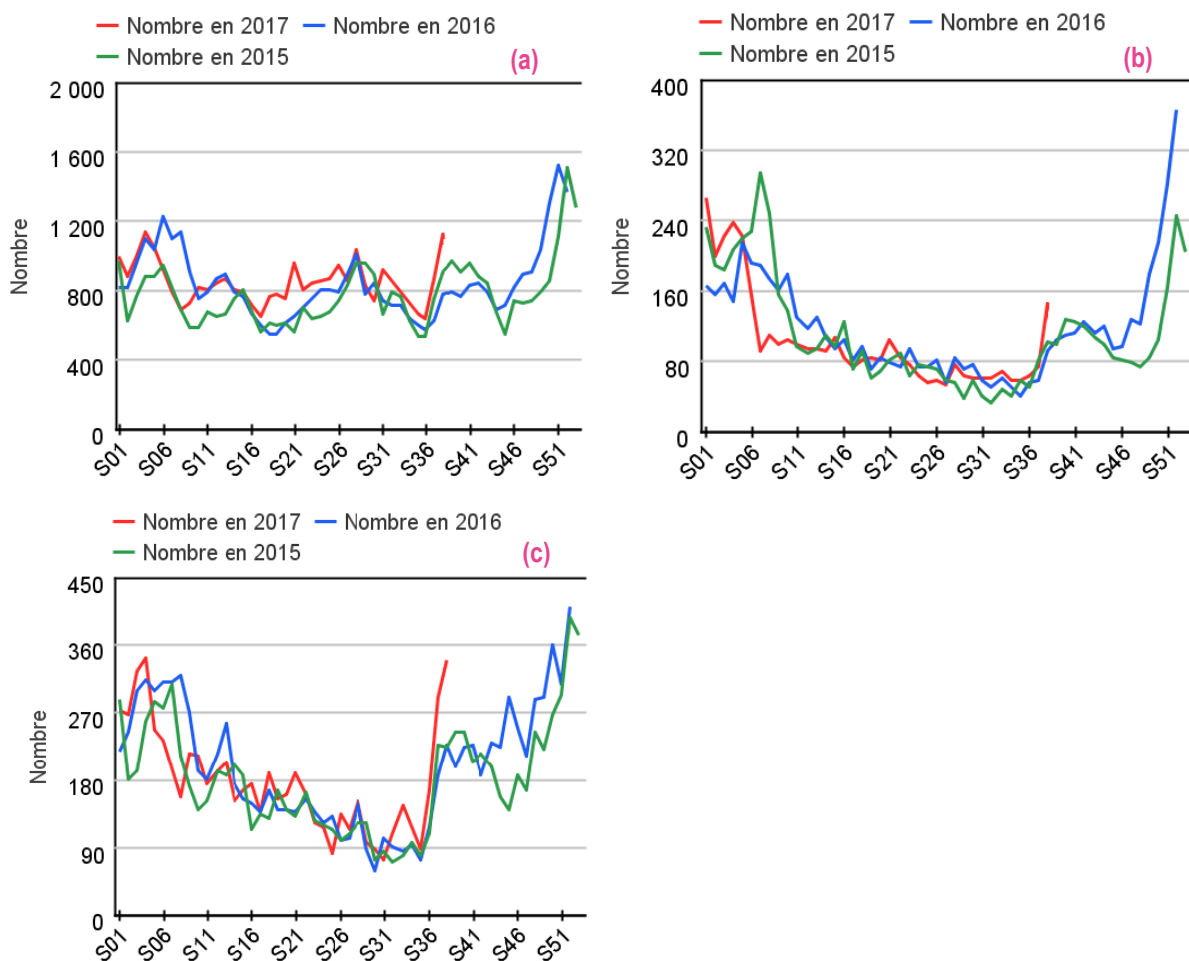 Nombre en 2017 Nombre en 2016
Nombre en 2015
(a)
2 000
1 600
1 200
800
400
0
Nombre
S01 S06 S11 S16 S21 S26 S31 S36 S41 S46 S51
Nombre en 2017 Nombre en 2016
Nombre en 2015
(b)
400
320
240
160
80
0
Nombre
S01 S06 S11 S16 S21 S26 S31 S36 S41 S46 S51
Nombre en 2017 Nombre en 2016
Nombre en 2015
(c)
450
360
270
180
90
0
Nombre
S01 S06 S11 S16 S21 S26 S31 S36 S41 S46 S51